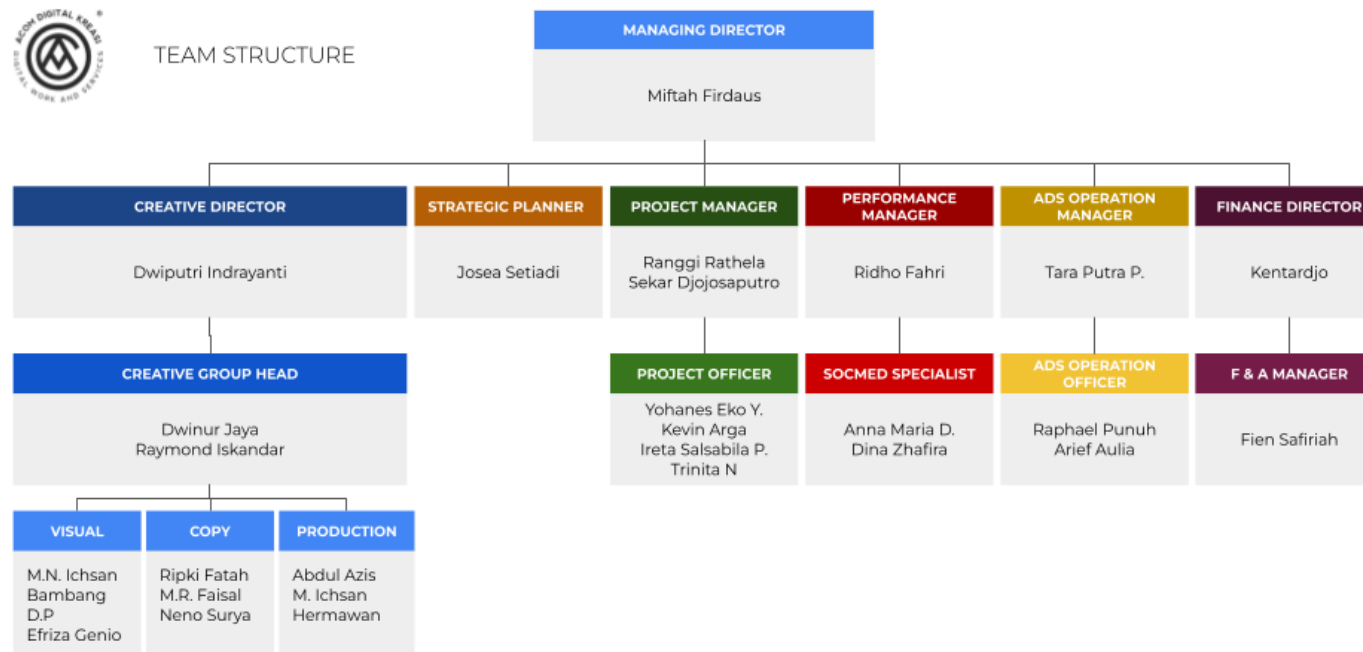 ACOM DIGITAL KREASI
DIGITAL WORK AND SERVICES
TEAM STRUCTURE
MANAGING DIRECTOR
Miftah Firdaus
CREATIVE DIRECTOR
Dwiputri Indrayanti
STRATEGIC PLANNER
Josea Setiadi
PROJECT MANAGER
Ranggi Rathela
Sekar Djojosaputro
PERFORMANCE
MANAGER
Ridho Fahri
ADS OPERATION
MANAGER
Tara Putra P.
FINANCE DIRECTOR
Kentardjo
CREATIVE GROUP HEAD
Dwinur Jaya
Raymond Iskandar
PROJECT OFFICER
Yohanes Eko Y.
Kevin Arga
Ireta Salsabila P.
Trinita N
SOCMED SPECIALIST
Anna Maria D.
Dina Zhafira
ADS OPERATION
OFFICER
Raphael Punuh
Arief Aulia
F & A MANAGER
Fien Safiriah
VISUAL
M.N. Ichsan
Bambang
D.P
Efriza Genio
COPY
Ripki Fatah
M.R. Faisal
Neno Surya
PRODUCTION
Abdul Azis
M. Ichsan
Hermawan